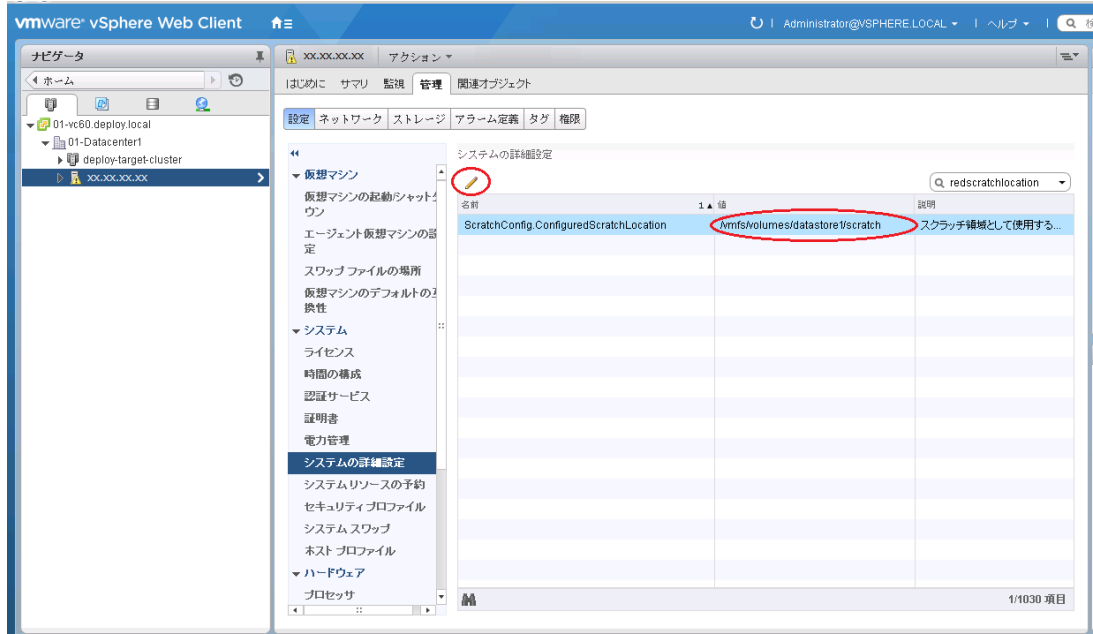 vmware® vSphere Web Client
Administrator@VSPHERE.LOCAL
ヘルプ
検
ナビゲータ
ホーム
01-vc60.deploy.local
01-Datacenter1
deploy-target-cluster
xx.xx.xx.xx
xx.xx.xx.xx アクション
はじめに サマリ 監視 管理 関連オブジェクト
設定 ネットワーク ストレージ アラーム定義 タグ 権限
仮想マシン
仮想マシンの起動/シャットダ
ウン
エージェント仮想マシンの設
定
スワップ ファイルの場所
仮想マシンのデフォルトの互
換性
システム
ライセンス
時間の構成
認証サービス
証明書
電力管理
システムの詳細設定
システム リソースの予約
セキュリティ プロファイル
システム スワップ
ホスト プロファイル
ハードウェア
プロセッサ
システムの詳細設定
redscratchlocation
名前 1 値 説明
ScratchConfig.ConfiguredScratchLocation /vmfs/volumes/datastore1/scratch スクラッチ領域として使用する...
1/1030 項目